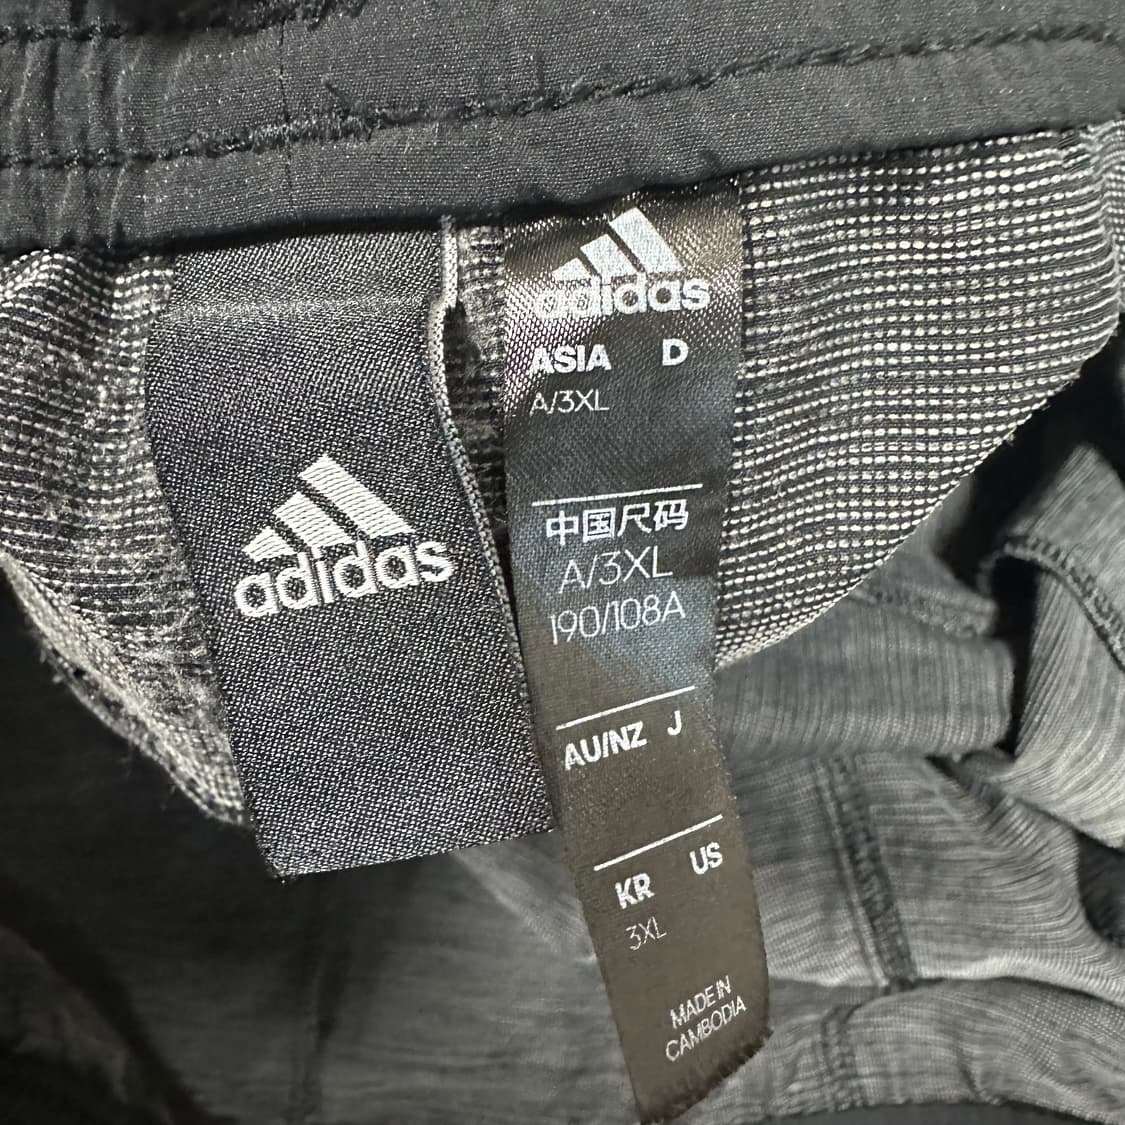 adidas
adidas
ASIA D
A/3XL
中国尺码
A/3XL
190/108A
AU/NZ J
KR US
3XL
MADE IN
CAMBODIA